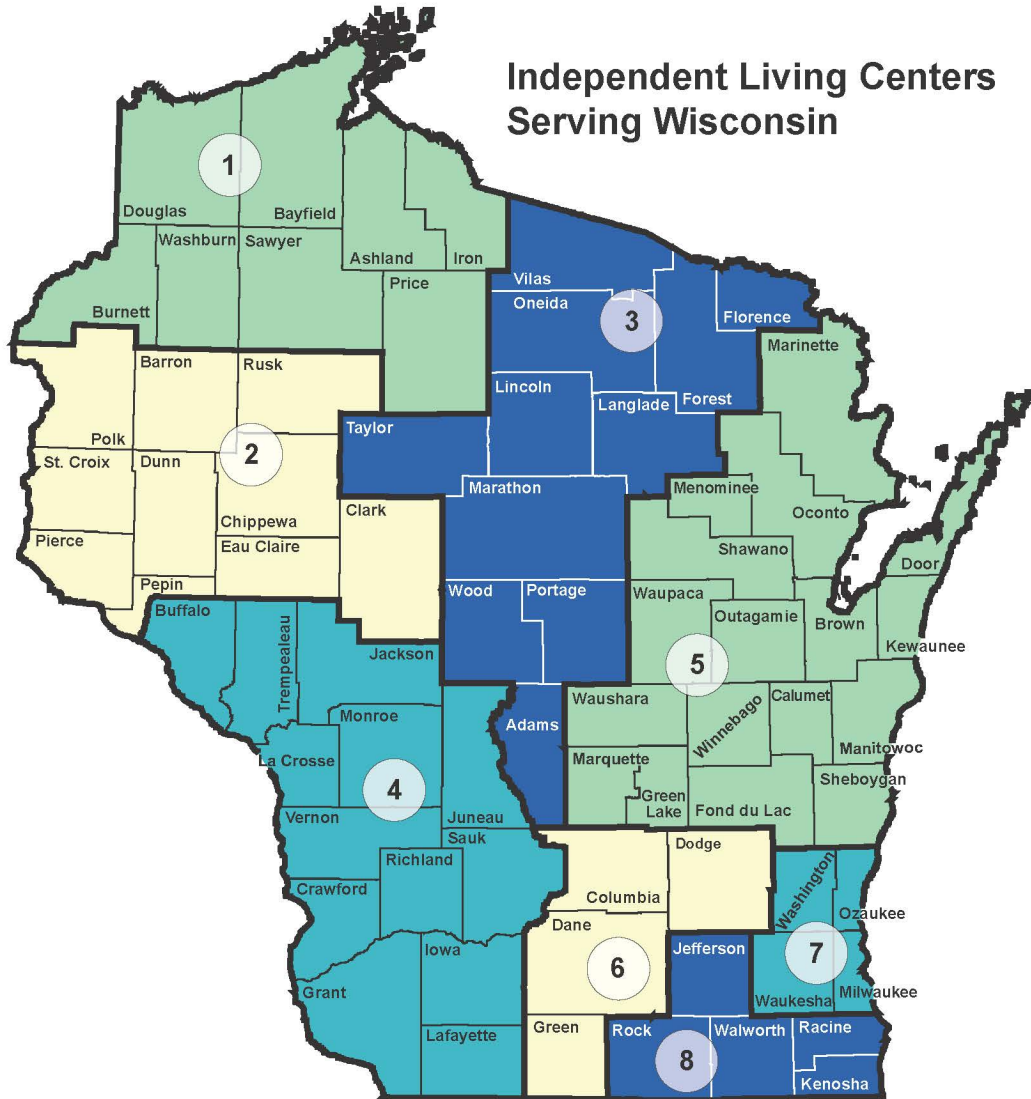 Independent Living Centers
Serving Wisconsin
1
Douglas
Bayfield
Washburn
Sawyer
Ashland
Iron
Price
Burnett
Vilas
Oneida
3
Florence
Marinette
Barron
Rusk
Lincoln
Langlade
Forest
Polk
2
Taylor
St. Croix
Dunn
Marathon
Menominee
Clark
Oconto
Chippewa
Pierce
Eau Claire
Shawano
Door
Pepin
Wood
Portage
Waupaca
Buffalo
Outagamie
Brown
Trempealeau
Kewaunee
Jackson
5
Waushara
Calumet
Winnebago
Monroe
Adams
Manitowoc
La Crosse
Marquette
Sheboygan
4
Green
Lake
Fond du Lac
Vernon
Juneau
Sauk
Dodge
Richland
Crawford
Columbia
Washington
Ozaukee
Dane
Iowa
Jefferson
7
6
Grant
Waukesha
Milwaukee
Lafayette
Green
Rock
Walworth
Racine
8
Kenosha